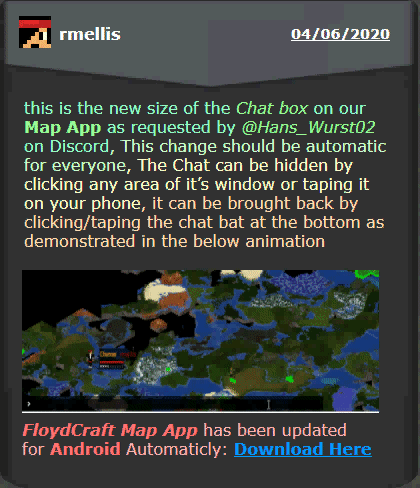 rmellis 04/06/2020
this is the new size of the Chat box on our
Map App as requested by @Hans_Wurst02
on Discord, This change should be automatic
for everyone, The Chat can be hidden by
clicking any area of it’s window or taping it
on your phone, it can be brought back by
clicking/taping the chat bat at the bottom as
demonstrated in the below animation
FloydCraft Map App has been updated
for Android Automaticly: Download Here